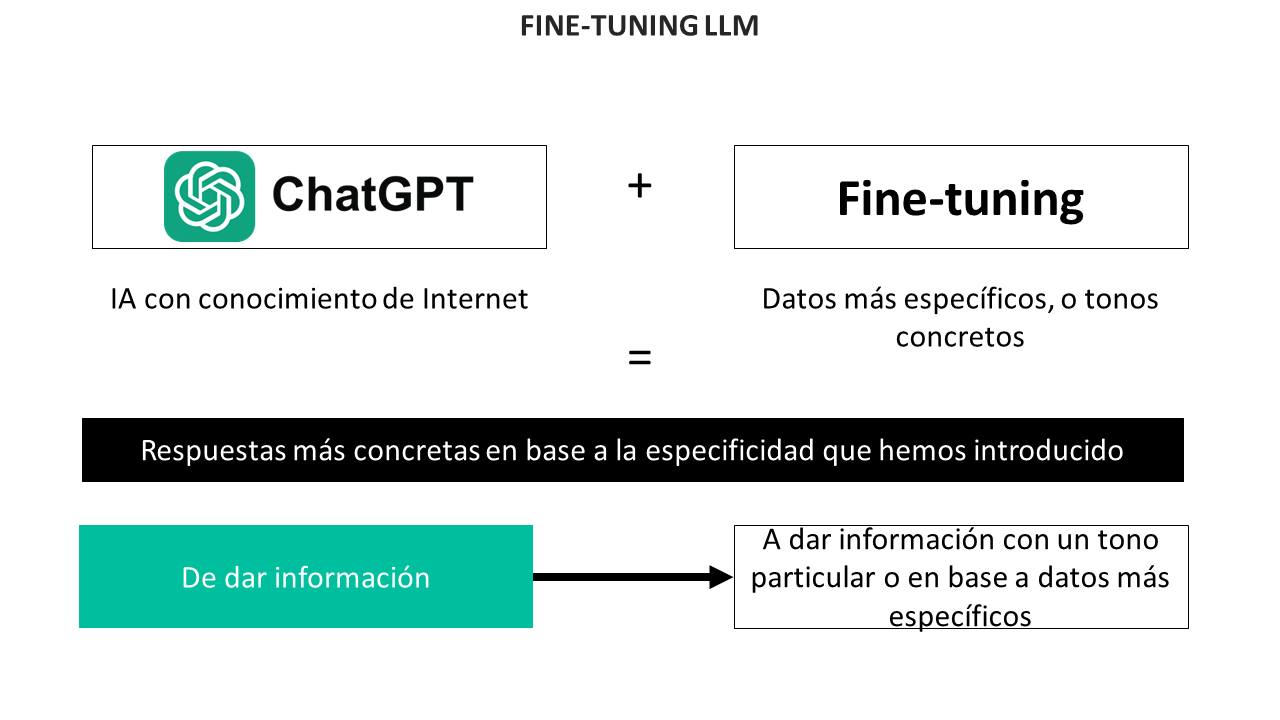 FINE-TUNING LLM
ChatGPT
+
Fine-tuning
IA con conocimiento de Internet
Datos más específicos, o tonos
concretos
=
Respuestas más concretas en base a la especificidad que hemos introducido
De dar información
A dar información con un tono
particular o en base a datos más
específicos